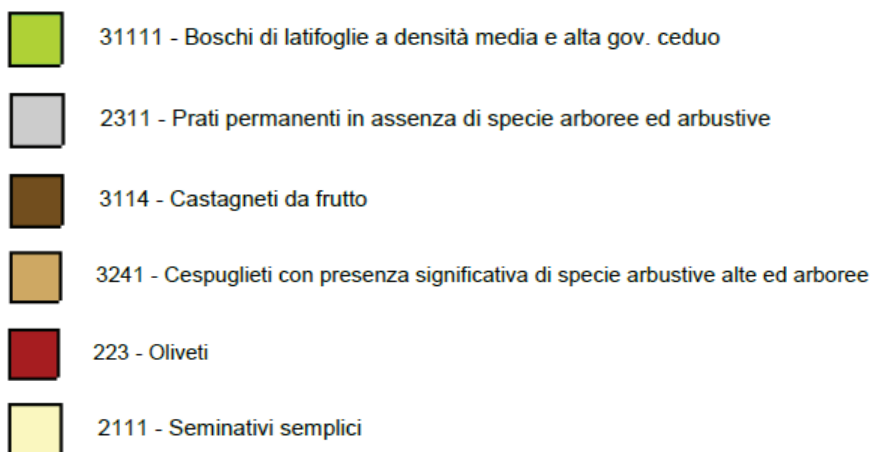 31111 - Boschi di latifoglie a densità media e alta gov. ceduo
2311 - Prati permanenti in assenza di specie arboree ed arbustive
3114 - Castagneti da frutto
3241 - Cespuglieti con presenza significativa di specie arbustive alte ed arboree
223 - Oliveti
2111 - Seminativi semplici